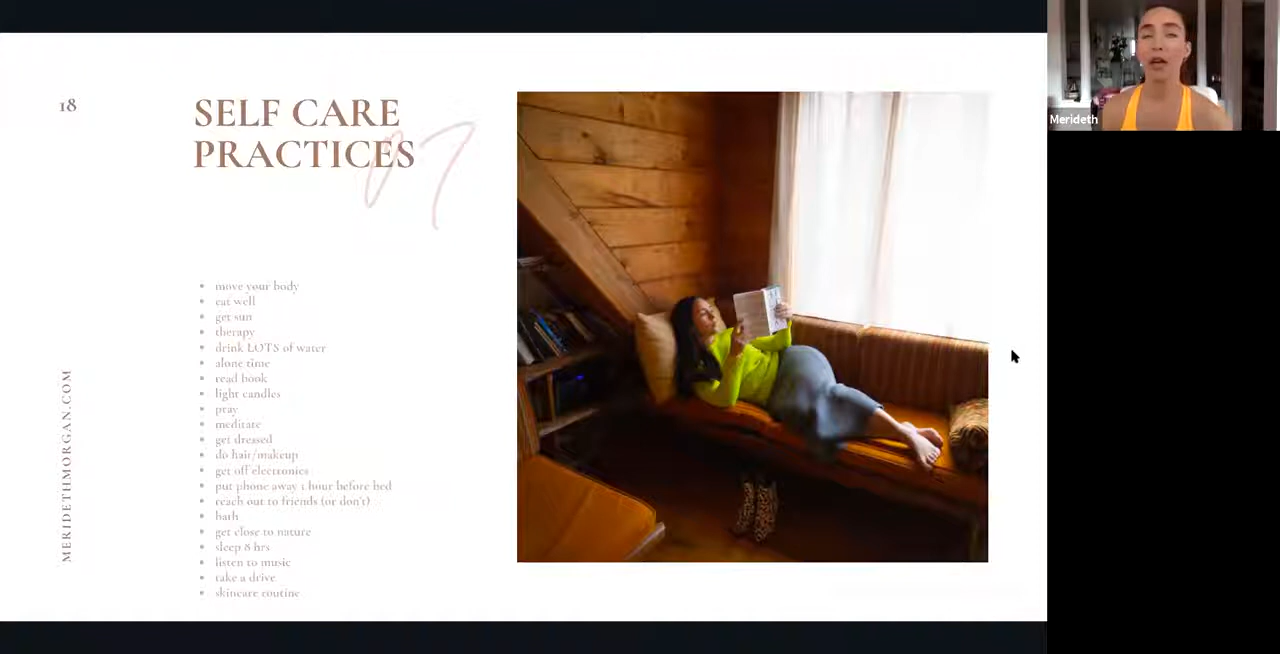 18
SELF CARE
PRACTICES
move your body
eat well
get sun
therapy
drink LOTS of water
alone time
read book
light candles
pray
meditate
get dressed
do hair/makeup
get off electronics
put phone away 1 hour before bed
reach out to friends (or don't)
bath
get close to nature
sleep 8 hrs
listen to music
take a drive
skincare routine
MERIDETHMORGAN.COM
Merideth